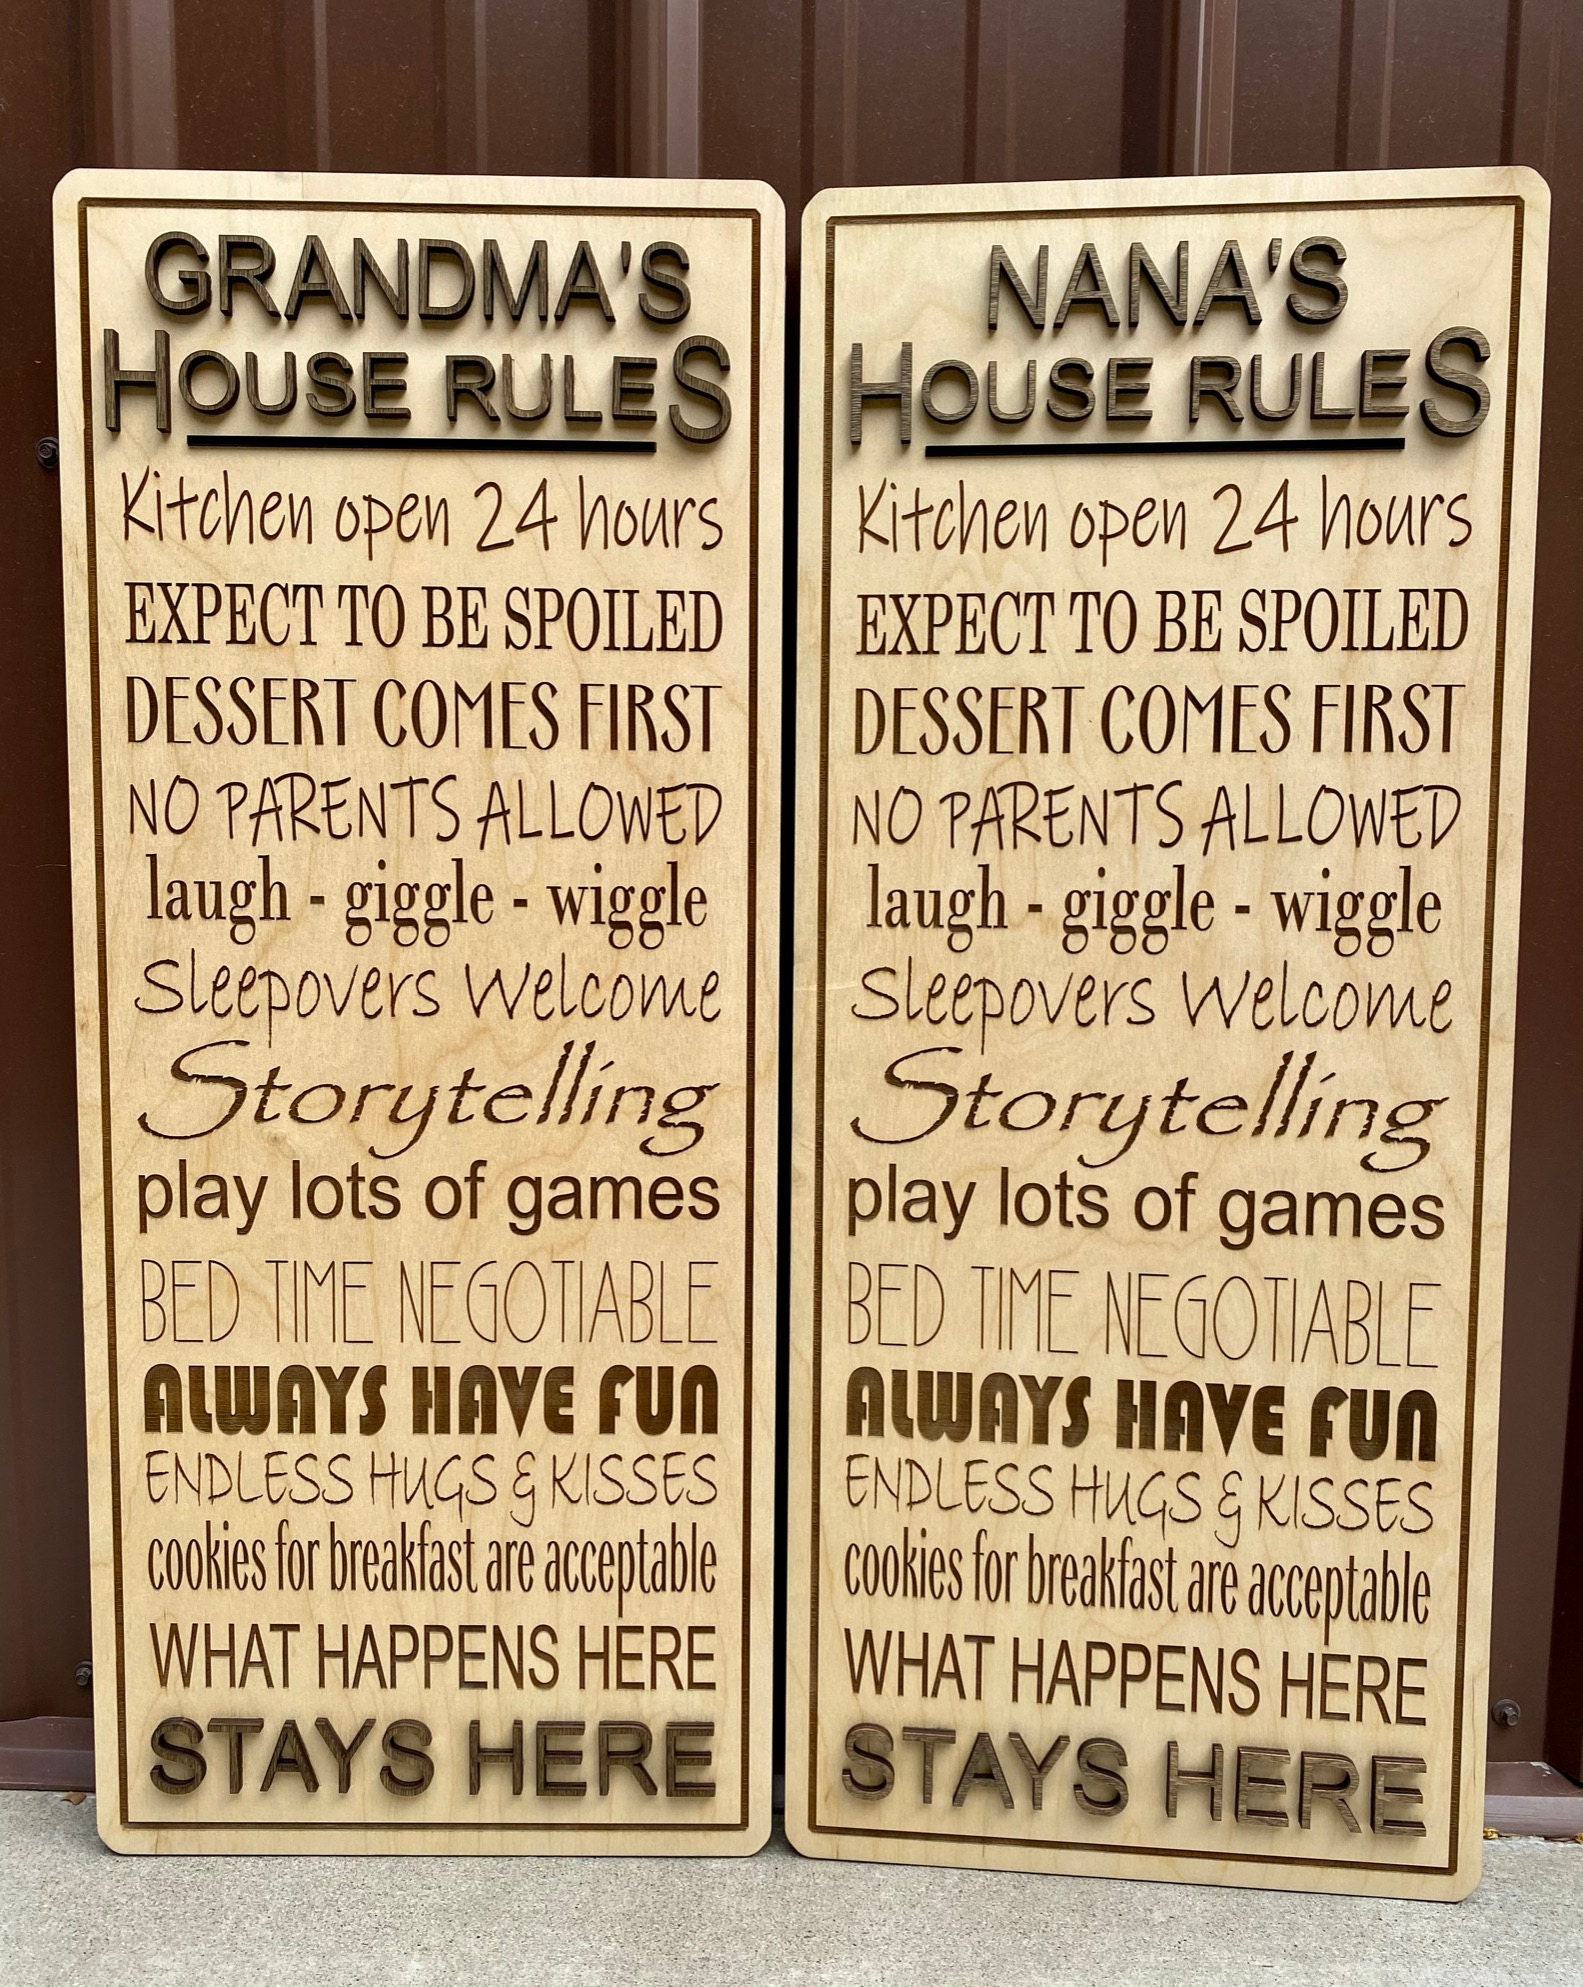 GRANDMA'S
HOUSE RULES
Kitchen open 24 hours
EXPECT TO BE SPOILED
DESSERT COMES FIRST
NO PARENTS ALLOWED
laugh - giggle - wiggle
Sleepovers Welcome
Storytelling
play lots of games
BED TIME NEGOTIABLE
ALWAYS HAVE FUN
ENDLESS HUGS & KISSES
cookies for breakfast are acceptable
WHAT HAPPENS HERE
STAYS HERE
NANA'S
HOUSE RULES
Kitchen open 24 hours
EXPECT TO BE SPOILED
DESSERT COMES FIRST
NO PARENTS ALLOWED
laugh - giggle - wiggle
Sleepovers Welcome
Storytelling
play lots of games
BED TIME NEGOTIABLE
ALWAYS HAVE FUN
ENDLESS HUGS & KISSES
cookies for breakfast are acceptable
WHAT HAPPENS HERE
STAYS HERE